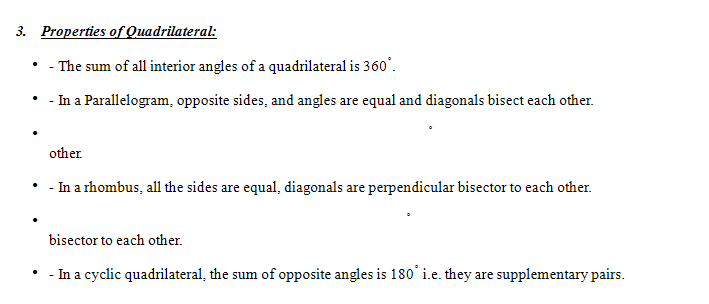 3. Properties of Quadrilateral:
• - The sum of all interior angles of a quadrilateral is 360°.
• - In a Parallelogram, opposite sides, and angles are equal and diagonals bisect each other.
• °
other.
• - In a rhombus, all the sides are equal, diagonals are perpendicular bisector to each other.
• °
bisector to each other.
• - In a cyclic quadrilateral, the sum of opposite angles is 180° i.e. they are supplementary pairs.